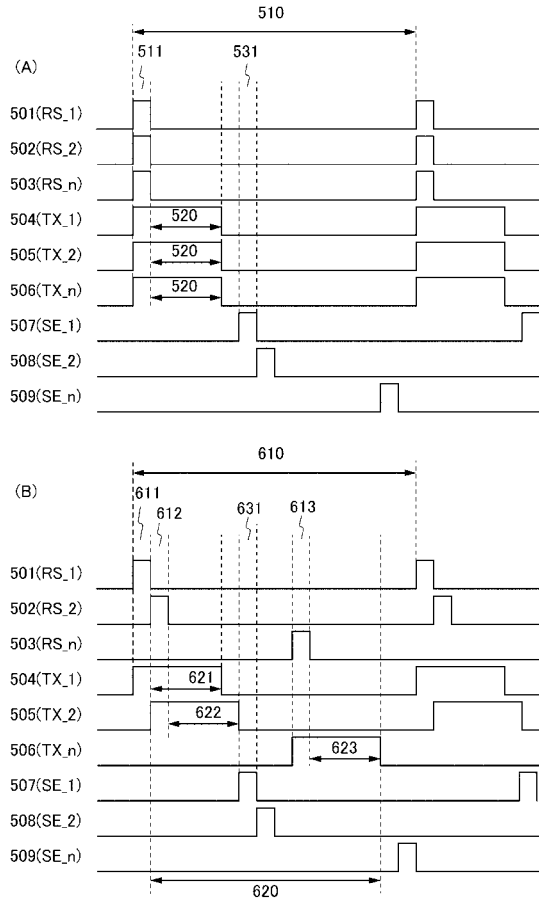 510
511
531
(A)
501(RS_1)
502(RS_2)
503(RS_n)
504(TX_1)
520
505(TX_2)
520
506(TX_n)
520
507(SE_1)
508(SE_2)
509(SE_n)
610
(B)
611
612
631
613
501(RS_1)
502(RS_2)
503(RS_n)
504(TX_1)
621
505(TX_2)
622
506(TX_n)
623
507(SE_1)
508(SE_2)
509(SE_n)
620